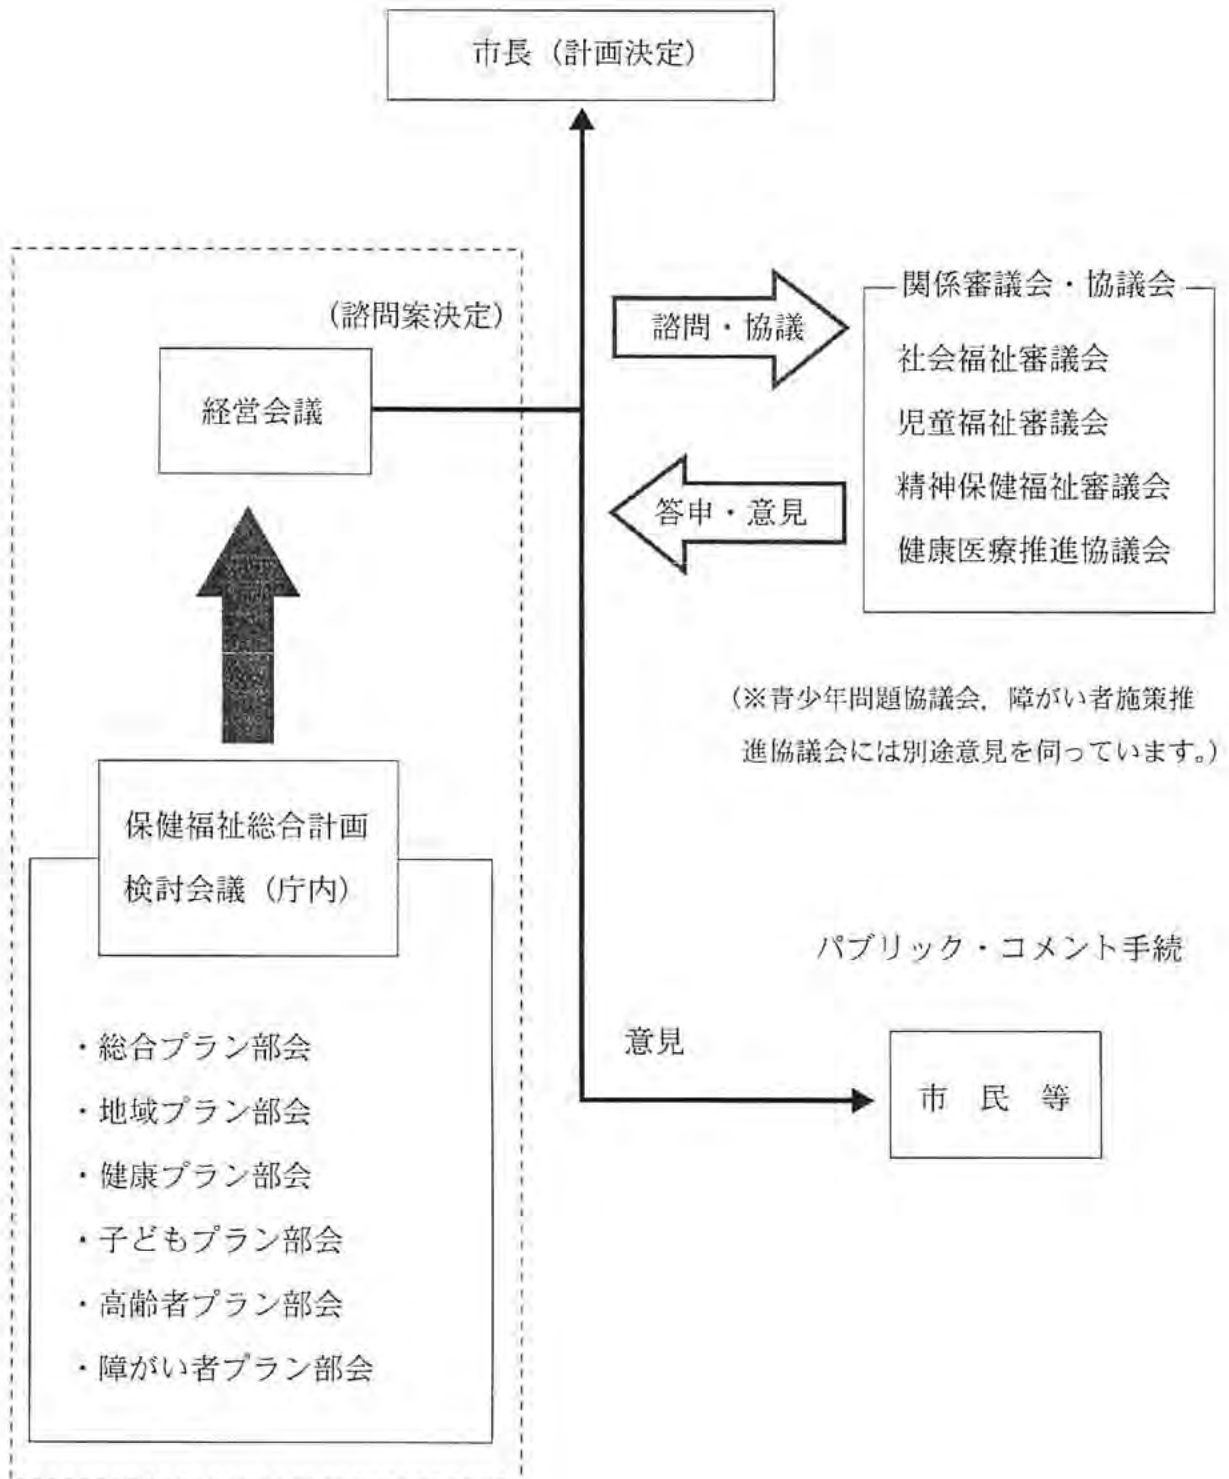 市長（計画決定）
（諮問案決定）
経営会議
諮問・協議
答申・意見
関係審議会・協議会
社会福祉審議会
児童福祉審議会
精神保健福祉審議会
健康医療推進協議会
（※青少年問題協議会，障がい者施策推
進協議会には別途意見を伺っています。）
保健福祉総合計画
検討会議（庁内）
・総合プラン部会
・地域プラン部会
・健康プラン部会
・子どもプラン部会
・高齢者プラン部会
・障がい者プラン部会
パブリック・コメント手続
意見
市　民　等